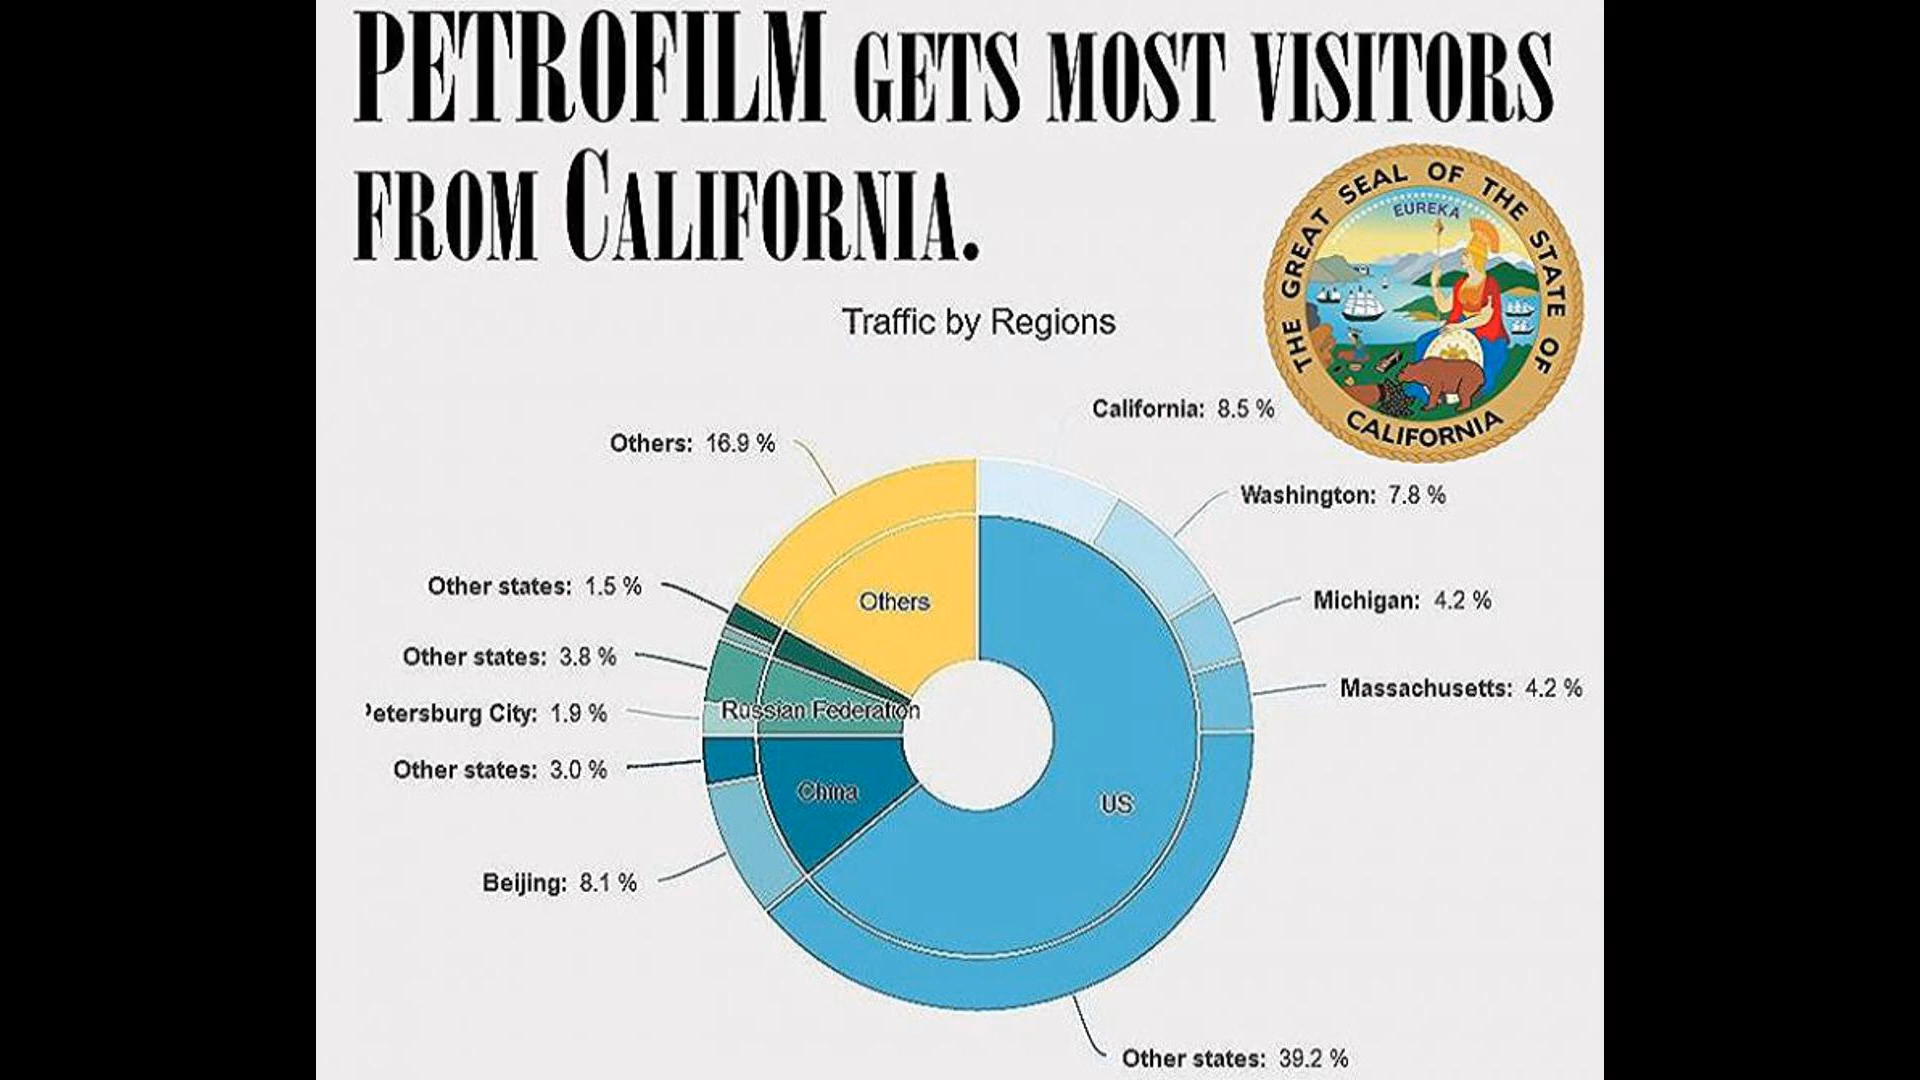 PETROFILM GETS MOST VISITORS
FROM CALIFORNIA.
THE GREAT SEAL OF THE STATE OF
CALIFORNIA
EUREKA
Traffic by Regions
California: 8.5 %
Others: 16.9 %
Washington: 7.8 %
Other states: 1.5 %
Others
Michigan: 4.2 %
Other states: 3.8 %
Massachusetts: 4.2 %
etersburg City: 1.9 %
Russian Federation
Other states: 3.0 %
China
US
Beijing: 8.1 %
Other states: 39.2 %